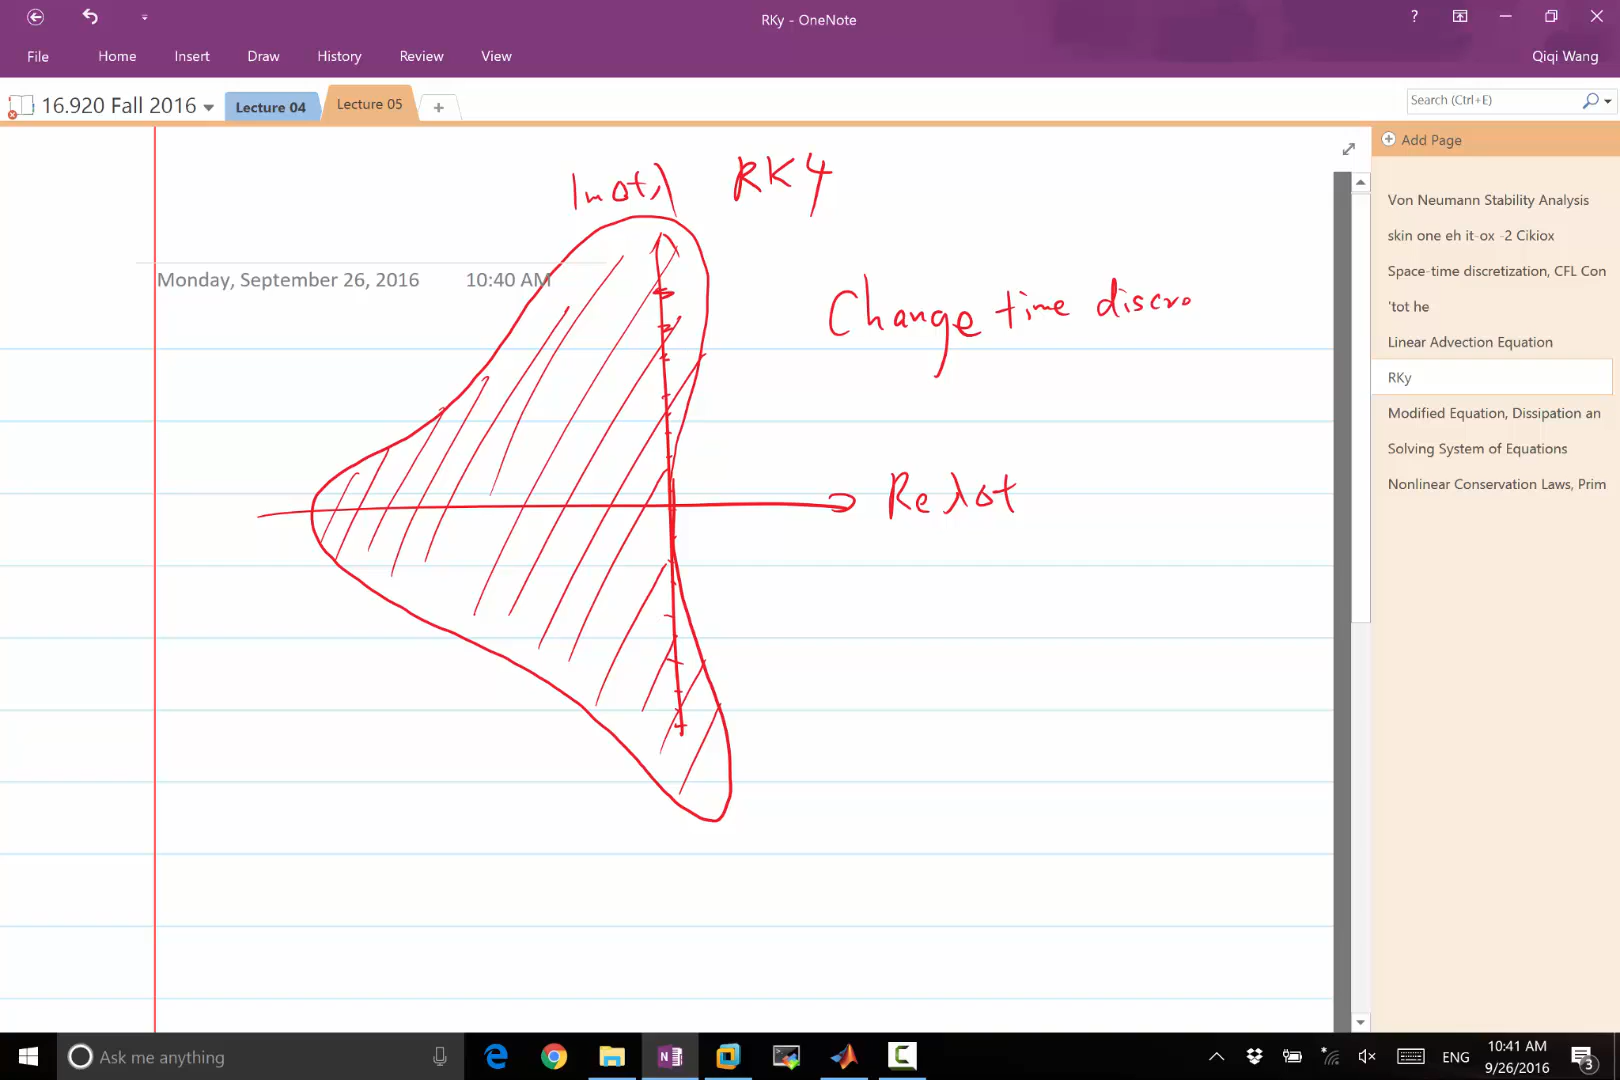 RKy - OneNote
?
File Home Insert Draw History Review View
Qiqi Wang
16.920 Fall 2016 Lecture 04 Lecture 05
Search (Ctrl+E)
Add Page
Von Neumann Stability Analysis
skin one eh it-ox -2 Cikiox
Space-time discretization, CFL Con
'tot he
Linear Advection Equation
RKy
Modified Equation, Dissipation an
Solving System of Equations
Nonlinear Conservation Laws, Prim
RK4
Monday, September 26, 2016 10:40 AM
Change time discre
Re λΔt
Ask me anything
ENG
10:41 AM
9/26/2016
3